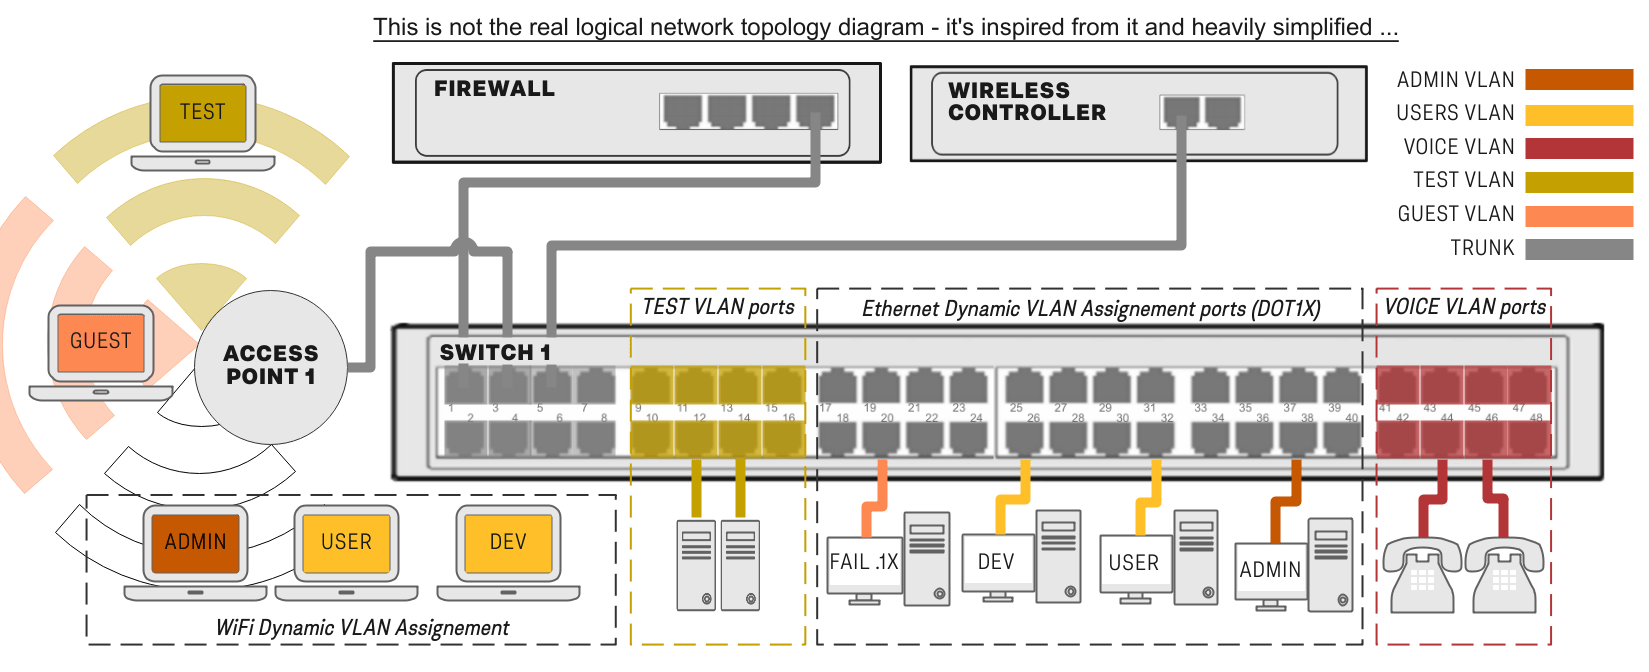 This is not the real logical network topology diagram - it's inspired from it and heavily simplified ...
TEST
FIREWALL
WIRELESS
CONTROLLER
ADMIN VLAN
USERS VLAN
VOICE VLAN
TEST VLAN
GUEST VLAN
TRUNK
GUEST
ACCESS
POINT 1
TEST VLAN ports
Ethernet Dynamic VLAN Assignement ports (DOT1X)
VOICE VLAN ports
SWITCH 1
1 3 5 7 9 11 13 15 17 19 21 23 25 27 29 31 33 35 37 39 41 43 45 47
2 4 6 8 10 12 14 16 18 20 22 24 26 28 30 32 34 36 38 40 42 44 46 48
ADMIN
USER
DEV
FAIL .1X
DEV
USER
ADMIN
WiFi Dynamic VLAN Assignement